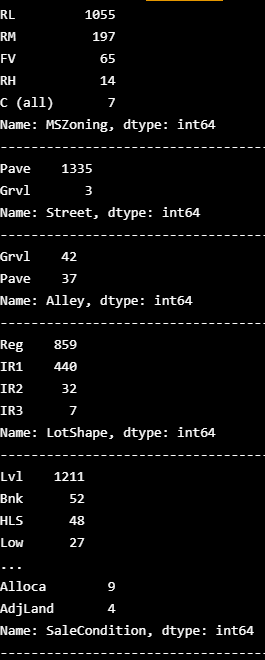 RL 1055
RM 197
FV 65
RH 14
C (all) 7
Name: MSZoning, dtype: int64
------------------------------------
Pave 1335
Grvl 3
Name: Street, dtype: int64
------------------------------------
Grvl 42
Pave 37
Name: Alley, dtype: int64
------------------------------------
Reg 859
IR1 440
IR2 32
IR3 7
Name: LotShape, dtype: int64
------------------------------------
Lvl 1211
Bnk 52
HLS 48
Low 27
...
Alloca 9
AdjLand 4
Name: SaleCondition, dtype: int64
------------------------------------